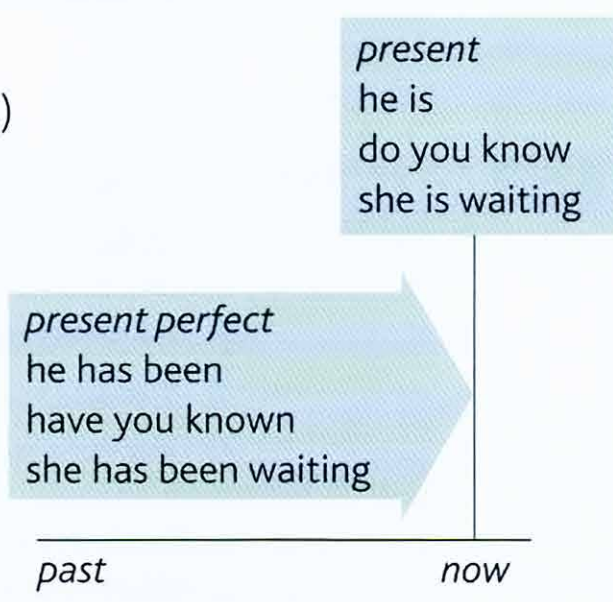 )
present
he is
do you know
she is waiting
present perfect
he has been
have you known
she has been waiting
past
now